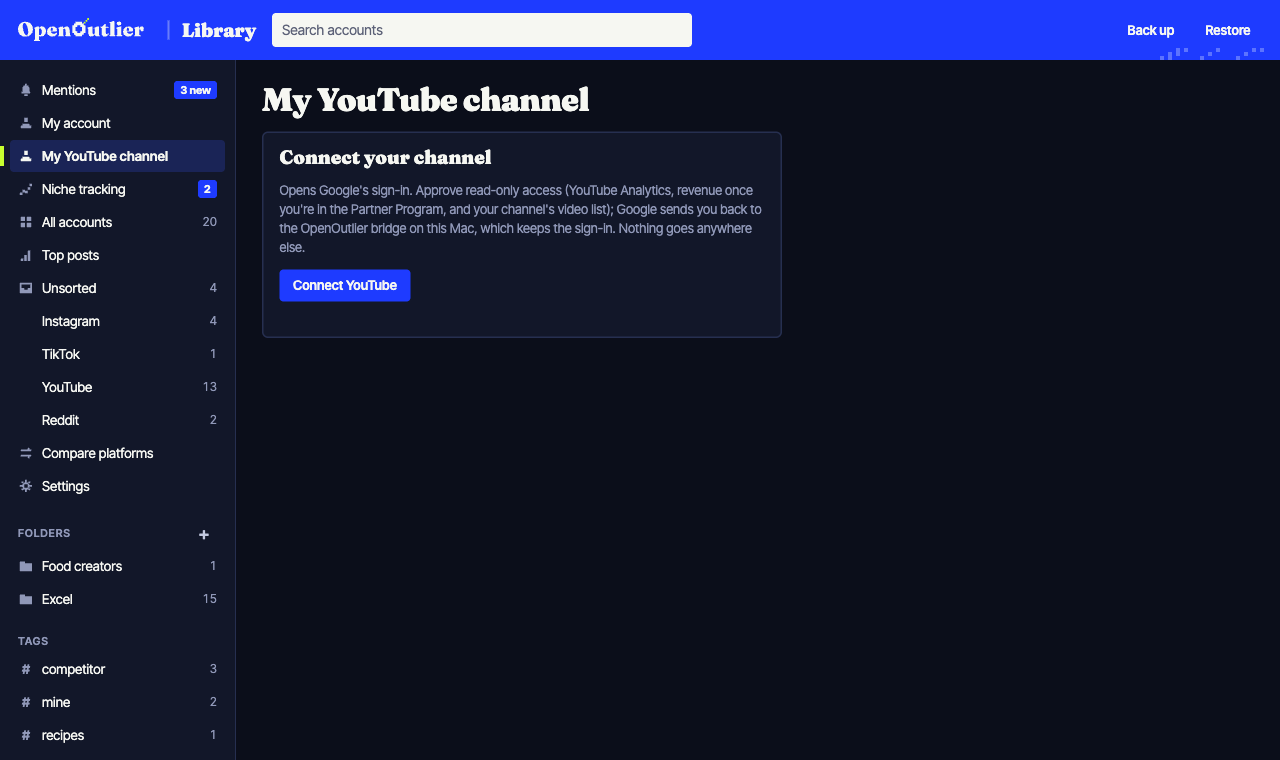 OpenOutlier
Library
Search accounts
Back up
Restore
Mentions
3 new
My account
My YouTube channel
Niche tracking
2
All accounts
20
Top posts
Unsorted
4
Instagram
4
TikTok
1
YouTube
13
Reddit
2
Compare platforms
Settings
FOLDERS
+
Food creators
1
Excel
15
TAGS
# competitor
3
# mine
2
# recipes
1
My YouTube channel
Connect your channel
Opens Google's sign-in. Approve read-only access (YouTube Analytics, revenue once
you're in the Partner Program, and your channel's video list); Google sends you back to
the OpenOutlier bridge on this Mac, which keeps the sign-in. Nothing goes anywhere
else.
Connect YouTube